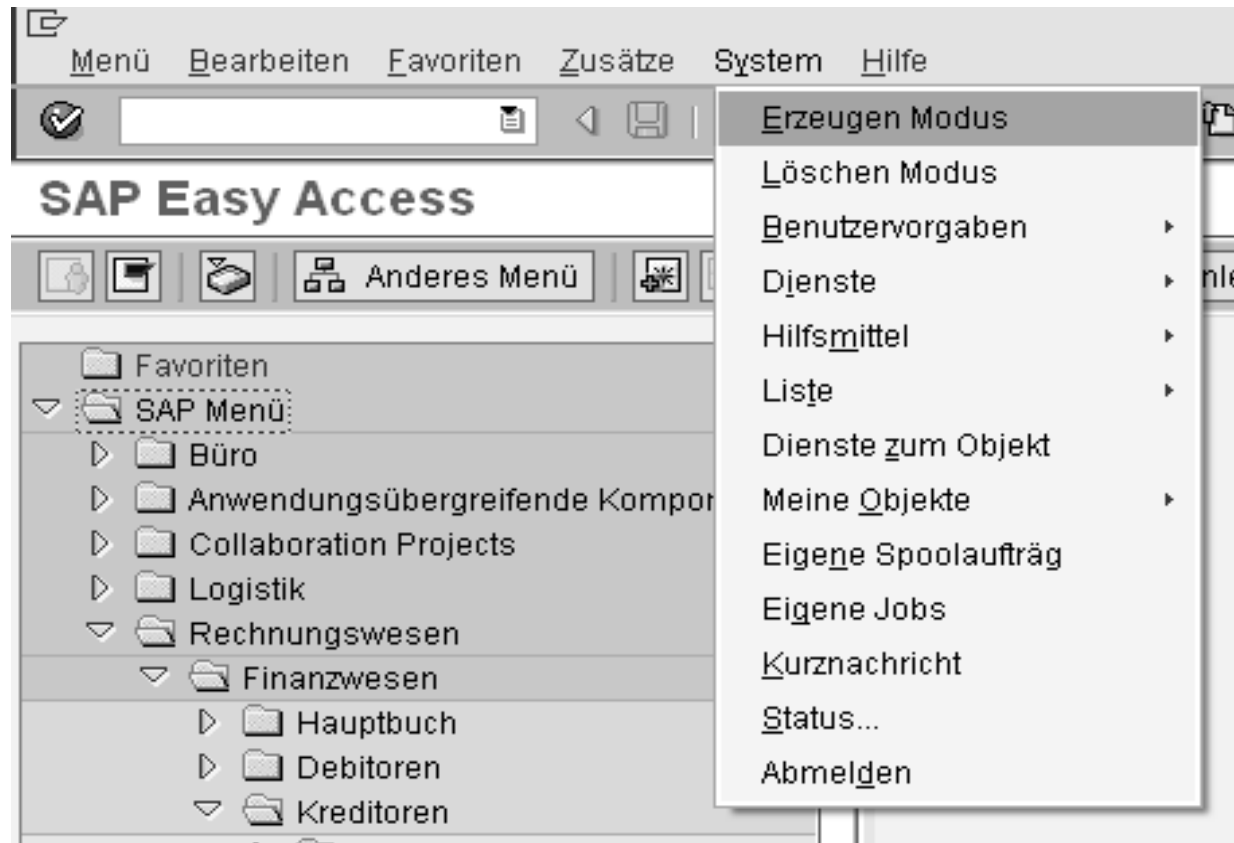 Menü Bearbeiten Favoriten Zusätze System Hilfe
Erzeugen Modus
Löschen Modus
Benutzervorgaben
Dienste
Hilfsmittel
Liste
Dienste zum Objekt
Meine Objekte
Eigene Spoolaufträg
Eigene Jobs
Kurznachricht
Status...
Abmelden
SAP Easy Access
Anderes Menü
Favoriten
SAP Menü
Büro
Anwendungsübergreifende Kompor
Collaboration Projects
Logistik
Rechnungswesen
Finanzwesen
Hauptbuch
Debitoren
Kreditoren